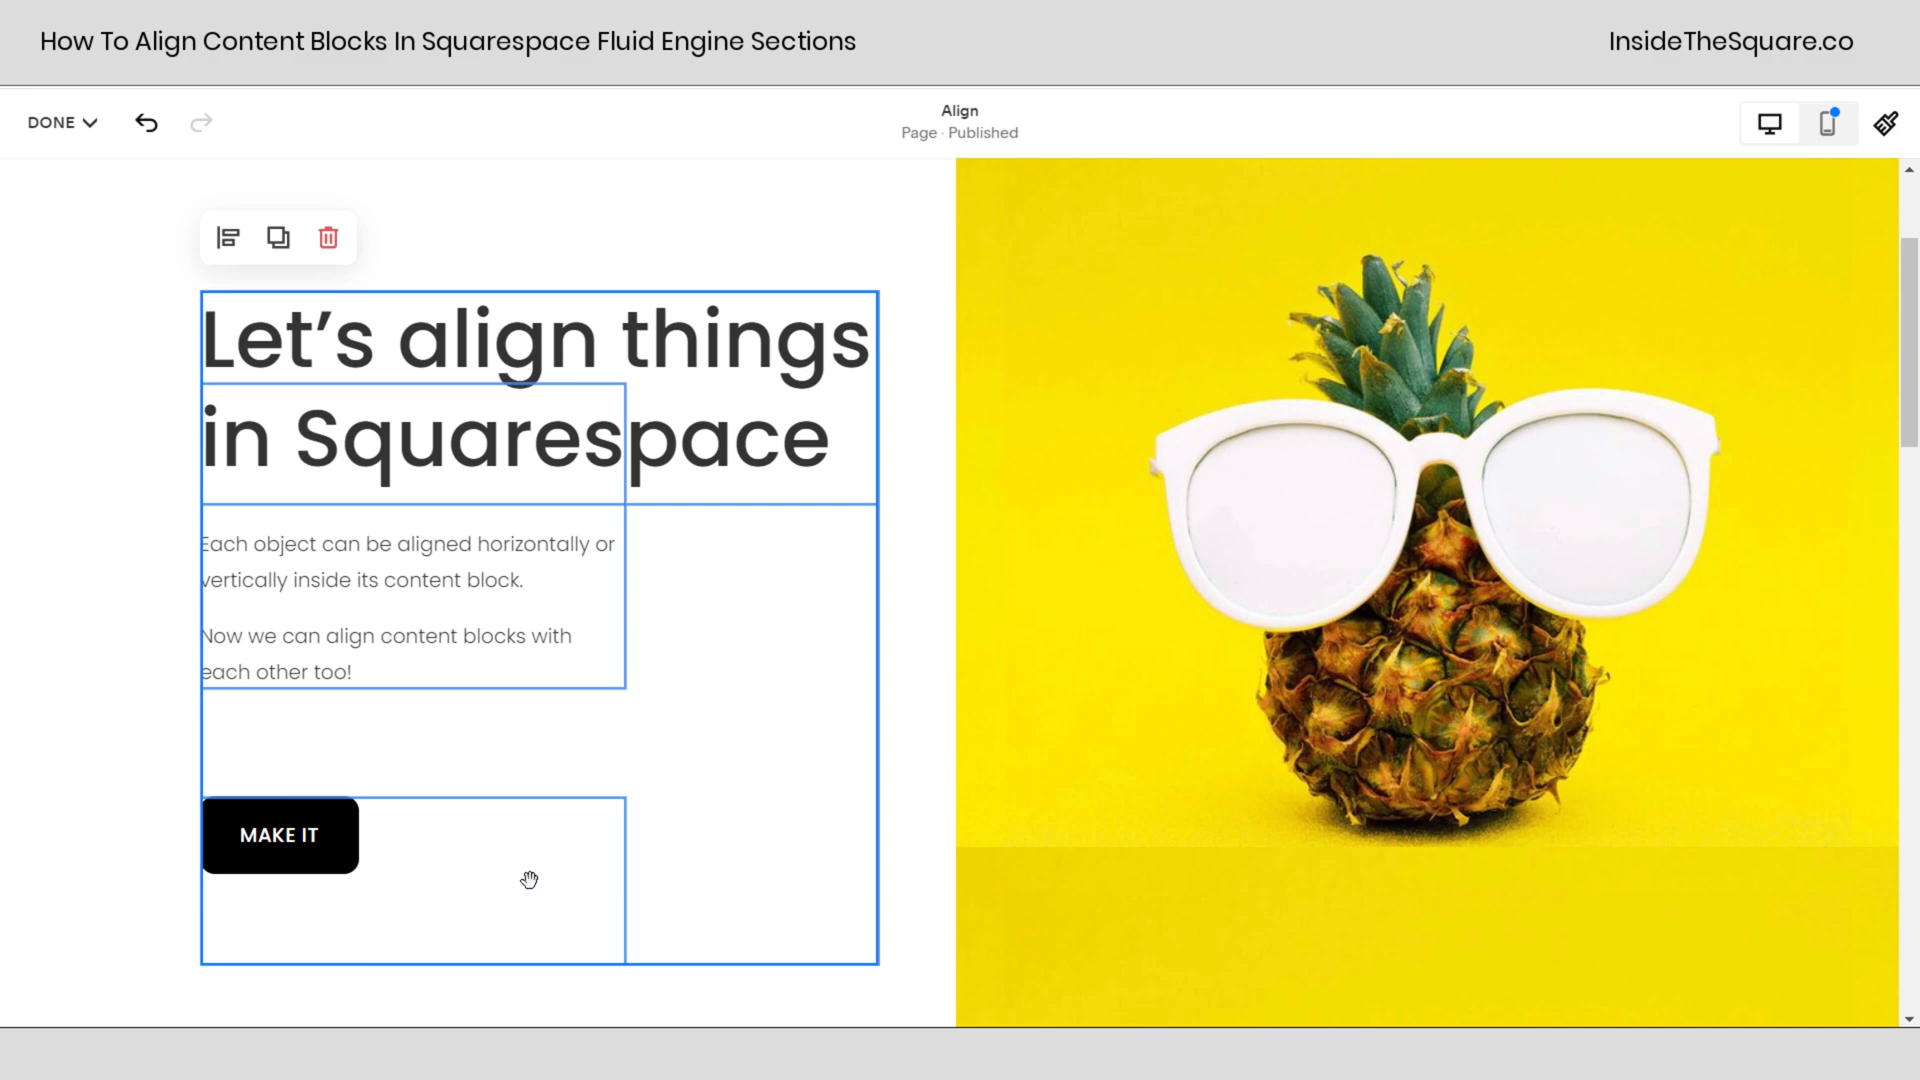 How To Align Content Blocks In Squarespace Fluid Engine Sections
InsideTheSquare.co
DONE
Align
Page · Published
Let’s align things
in Squarespace
Each object can be aligned horizontally or
vertically inside its content block.
Now we can align content blocks with
each other too!
MAKE IT